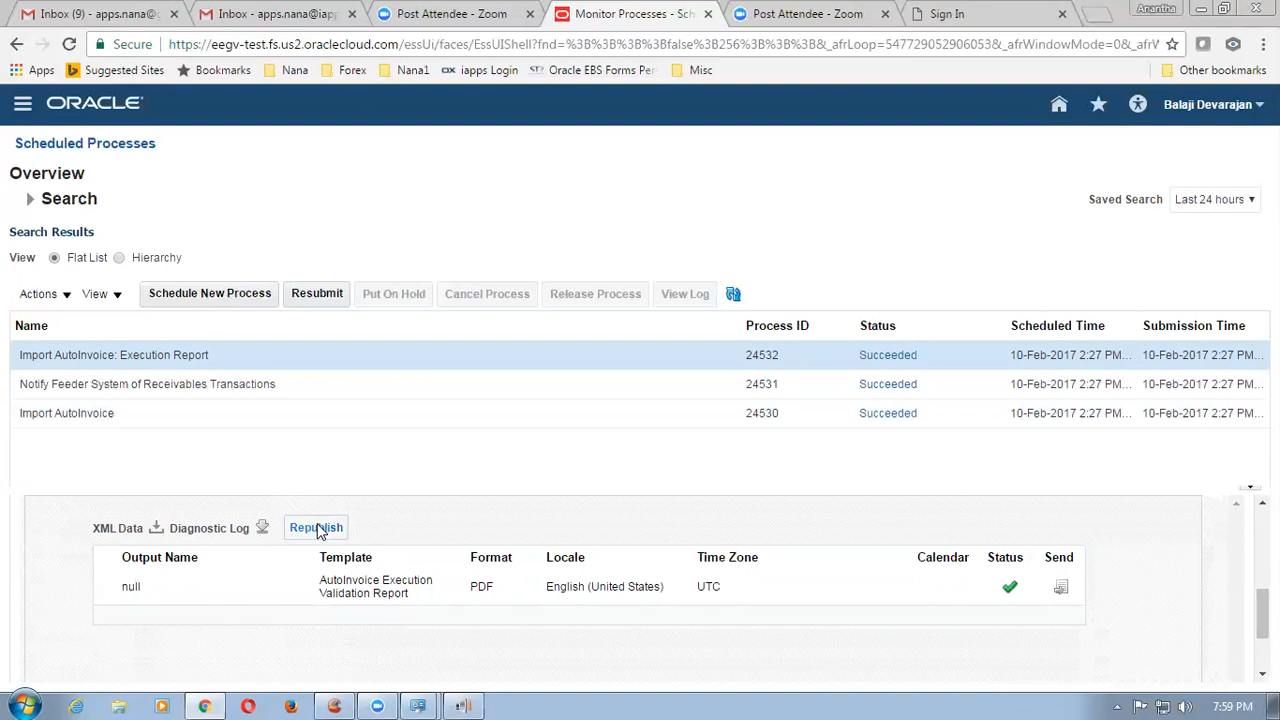 Inbox - apps.nana@g
Inbox - apps.nana@iapp
Post Attendee - Zoom
Monitor Processes - Sch
Post Attendee - Zoom
Sign In
Anantha
Secure
https://eegv-test.fs.us2.oraclecloud.com/essUi/faces/EssUIShell?fnd=%3B%3B%3B%3Bfalse%3B256%3B%3B%3B&_afrLoop=547729052906053&_afrWindowMode=0&_afrW
Apps
Suggested Sites
Bookmarks
Nana
Forex
Nana1
iapps Login
Oracle EBS Forms Per
Misc
Other bookmarks
ORACLE
Balaji Devarajan
Scheduled Processes
Overview
Search
Saved Search Last 24 hours
Search Results
View Flat List Hierarchy
Actions View Schedule New Process Resubmit Put On Hold Cancel Process Release Process View Log
Name Process ID Status Scheduled Time Submission Time
Import AutoInvoice: Execution Report 24532 Succeeded 10-Feb-2017 2:27 PM... 10-Feb-2017 2:27 PM...
Notify Feeder System of Receivables Transactions 24531 Succeeded 10-Feb-2017 2:27 PM... 10-Feb-2017 2:27 PM...
Import AutoInvoice 24530 Succeeded 10-Feb-2017 2:27 PM... 10-Feb-2017 2:27 PM...
XML Data Diagnostic Log Republish
Output Name Template Format Locale Time Zone Calendar Status Send
null AutoInvoice Execution Validation Report PDF English (United States) UTC
7:59 PM